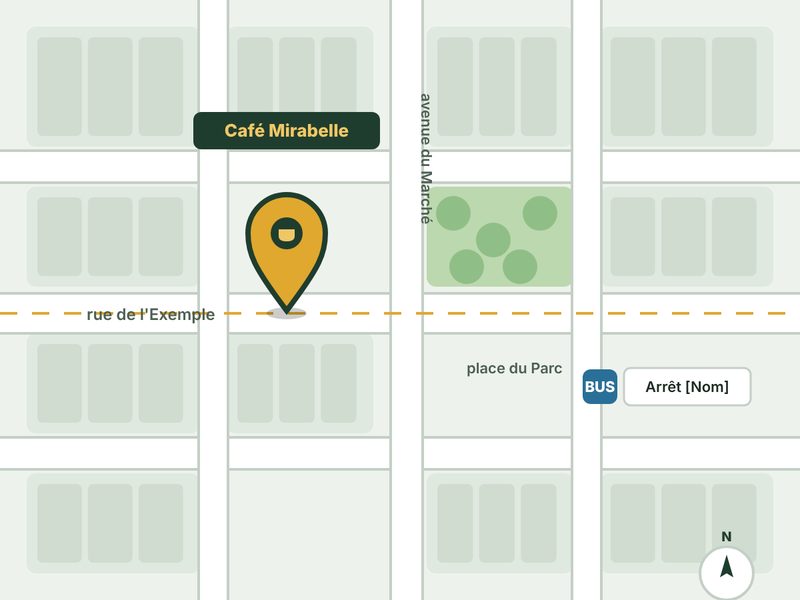 Café Mirabelle
avenue du Marché
rue de l'Exemple
place du Parc
BUS
Arrêt [Nom]
N